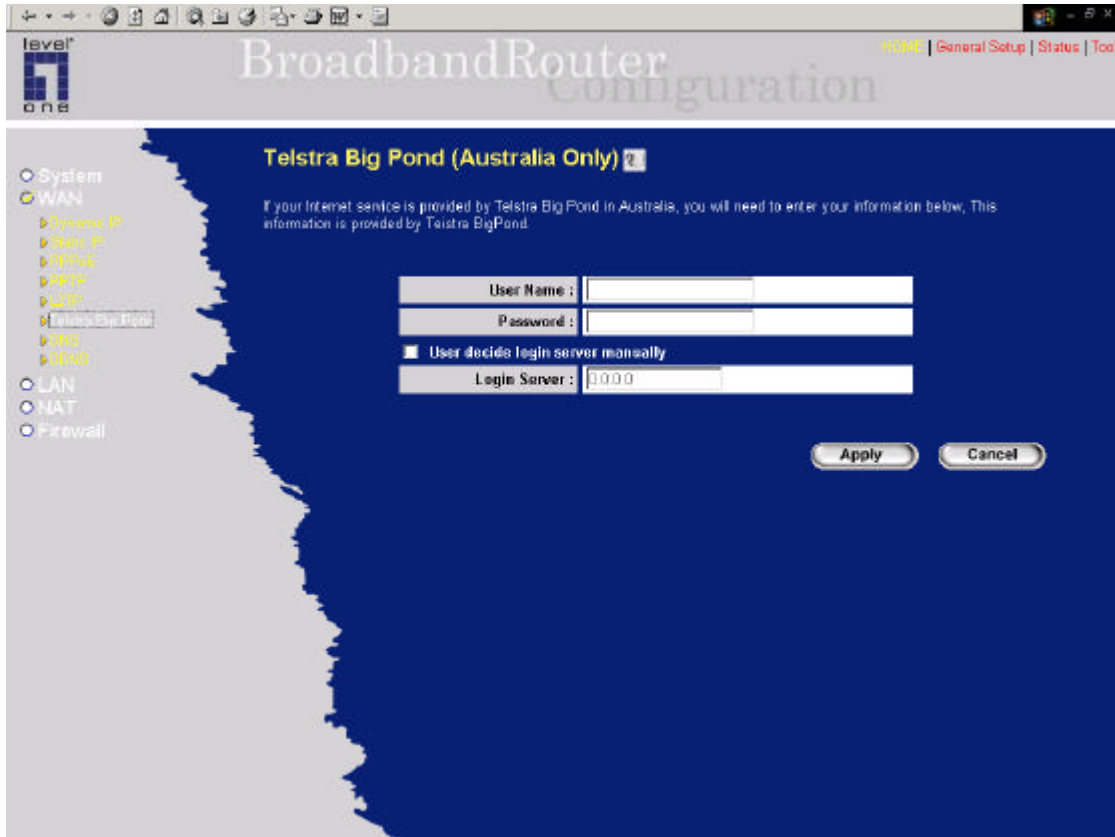 level
one
BroadbandRouter
Configuration
HOME | General Setup | Status | Too
System
WAN
Dynamic IP
Static IP
PPPoE
PPTP
L2TP
Telstra Big Pond
DNS
DDNS
LAN
NAT
Firewall
Telstra Big Pond (Australia Only) ?
If your Internet service is provided by Telstra Big Pond in Australia, you will need to enter your information below, This
information is provided by Teistra BigPond.
User Name :
Password :
User decide login server manually
Login Server : 0.0.0.0
Apply
Cancel